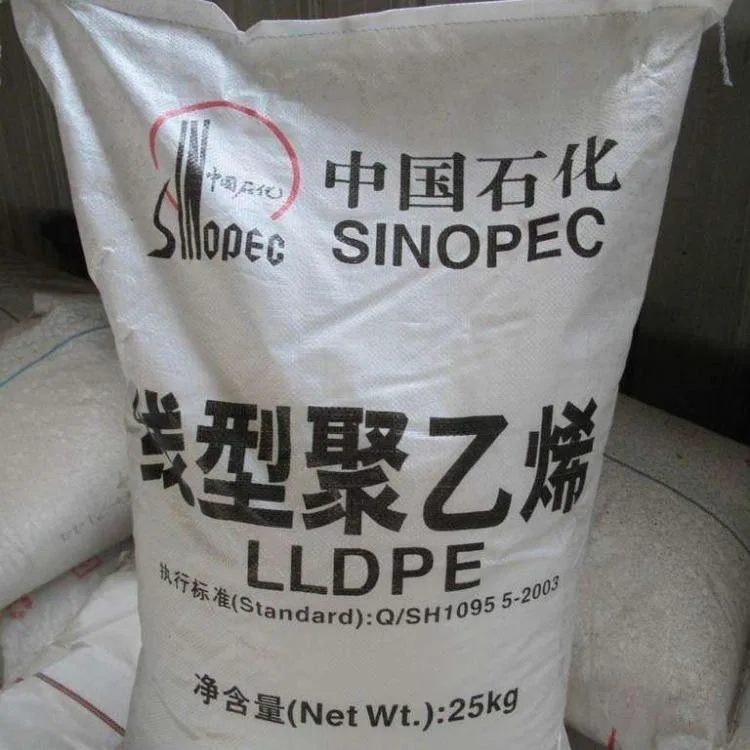 SINOPEC
中国石化
中国石化
SINOPEC
线型聚乙烯
LLDPE
执行标准(Standard):Q/SH1095 5-2003
净含量(Net Wt.):25kg